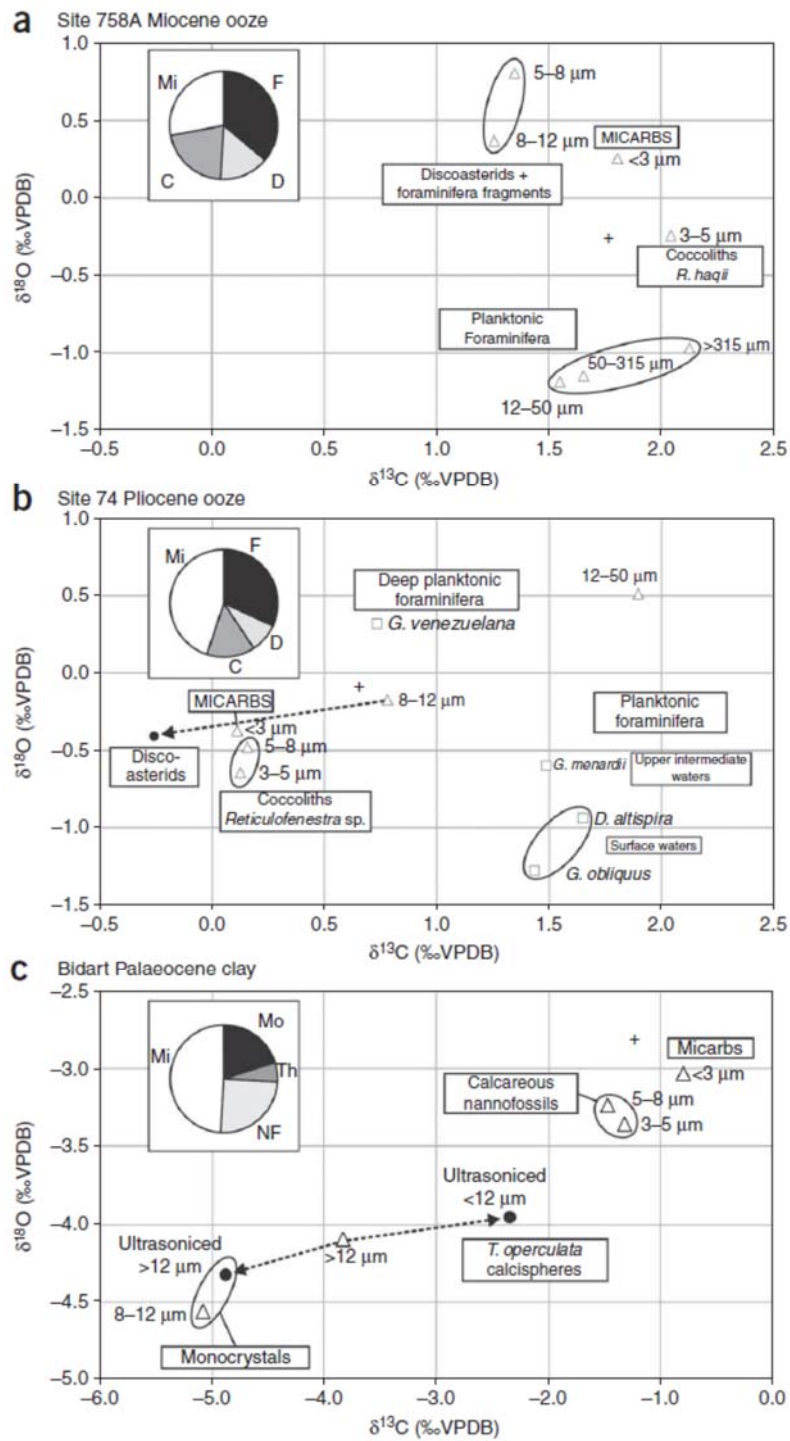 a Site 758A Miocene ooze
1.0
0.5
0.0
−0.5
−1.0
−1.5
δ18O (‰VPDB)
Mi
F
C
D
5–8 μm
8–12 μm
MICARBS
<3 μm
Discoasterids +
foraminifera fragments
+
3–5 μm
Coccoliths
R. haqii
Planktonic
Foraminifera
>315 μm
50–315 μm
12–50 μm
−0.5 0.0 0.5 1.0 1.5 2.0 2.5
δ13C (‰VPDB)
b Site 74 Pliocene ooze
1.0
0.5
0.0
−0.5
−1.0
−1.5
δ18O (‰VPDB)
Mi
F
D
C
12–50 μm
Deep planktonic
foraminifera
G. venezuelana
+
8–12 μm
MICARBS
<3 μm
5–8 μm
3–5 μm
Disco-
asterids
Coccoliths
Reticulofenestra sp.
Planktonic
foraminifera
G. menardii
Upper intermediate
waters
D. altispira
Surface waters
G. obliquus
−0.5 0.0 0.5 1.0 1.5 2.0 2.5
δ13C (‰VPDB)
c Bidart Palaeocene clay
−2.5
−3.0
−3.5
−4.0
−4.5
−5.0
δ18O (‰VPDB)
Mi
Mo
Th
NF
+
Micarbs
<3 μm
Calcareous
nannofossils
5–8 μm
3–5 μm
Ultrasoniced
<12 μm
T. operculata
calcispheres
>12 μm
Ultrasoniced
>12 μm
8–12 μm
Monocrystals
−6.0 −5.0 −4.0 −3.0 −2.0 −1.0 0.0
δ13C (‰VPDB)